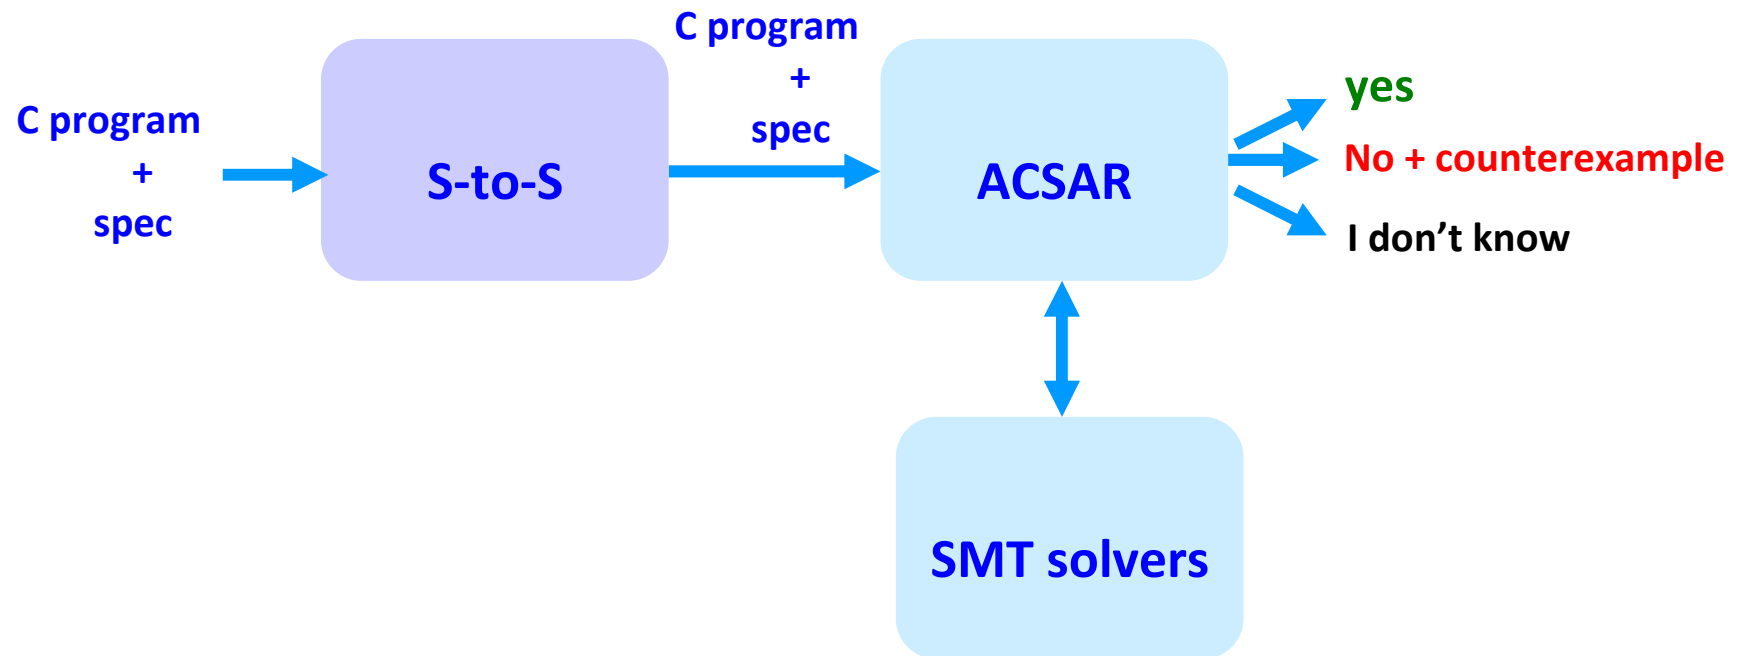 C program
+
spec
S-to-S
C program
+
spec
ACSAR
yes
No + counterexample
I don’t know
SMT solvers